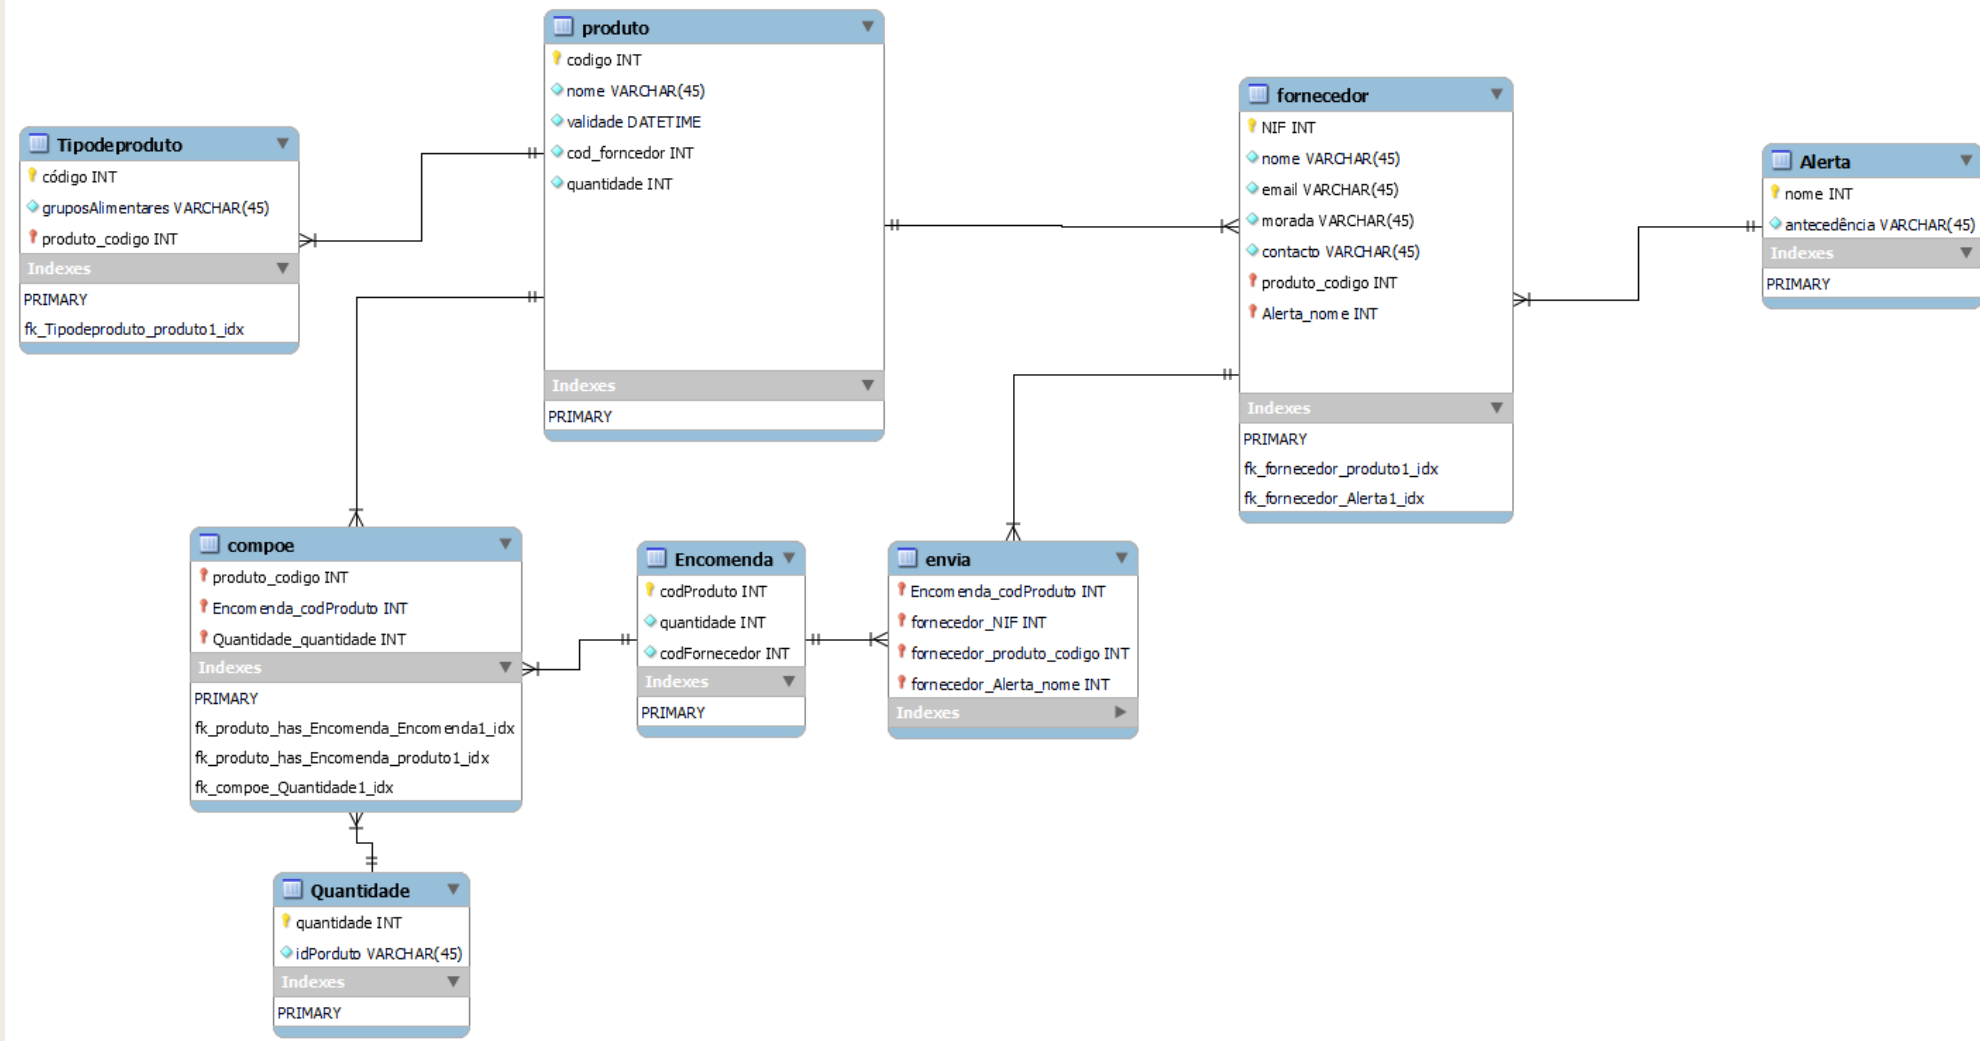 produto
codigo INT
nome VARCHAR(45)
validade DATETIME
cod_forncedor INT
quantidade INT
Indexes
PRIMARY
Tipodeproduto
código INT
gruposAlimentares VARCHAR(45)
produto_codigo INT
Indexes
PRIMARY
fk_Tipodeproduto_produto1_idx
fornecedor
NIF INT
nome VARCHAR(45)
email VARCHAR(45)
morada VARCHAR(45)
contacto VARCHAR(45)
produto_codigo INT
Alerta_nome INT
Indexes
PRIMARY
fk_fornecedor_produto1_idx
fk_fornecedor_Alerta1_idx
Alerta
nome INT
antecedência VARCHAR(45)
Indexes
PRIMARY
compoe
produto_codigo INT
Encomenda_codProduto INT
Quantidade_quantidade INT
Indexes
PRIMARY
fk_produto_has_Encomenda_Encomenda1_idx
fk_produto_has_Encomenda_produto1_idx
fk_compoe_Quantidade1_idx
Encomenda
codProduto INT
quantidade INT
codFornecedor INT
Indexes
PRIMARY
envia
Encomenda_codProduto INT
fornecedor_NIF INT
fornecedor_produto_codigo INT
fornecedor_Alerta_nome INT
Indexes
Quantidade
quantidade INT
idPorduto VARCHAR(45)
Indexes
PRIMARY